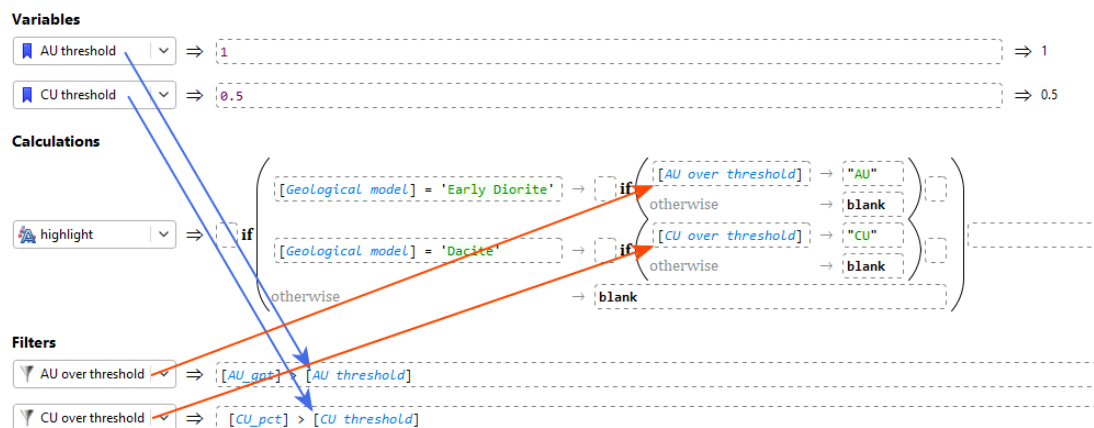 Variables
AU threshold ⇒ 1 ⇒ 1
CU threshold ⇒ 0.5 ⇒ 0.5
Calculations
[AU over threshold] → "AU"
[Geological model] = 'Early Diorite' → if
otherwise → blank
highlight ⇒ if
[CU over threshold] → "CU"
[Geological model] = 'Dacite' → if
otherwise → blank
otherwise → blank
Filters
AU over threshold ⇒ [AU_gpt] > [AU threshold]
CU over threshold ⇒ [CU_pct] > [CU threshold]